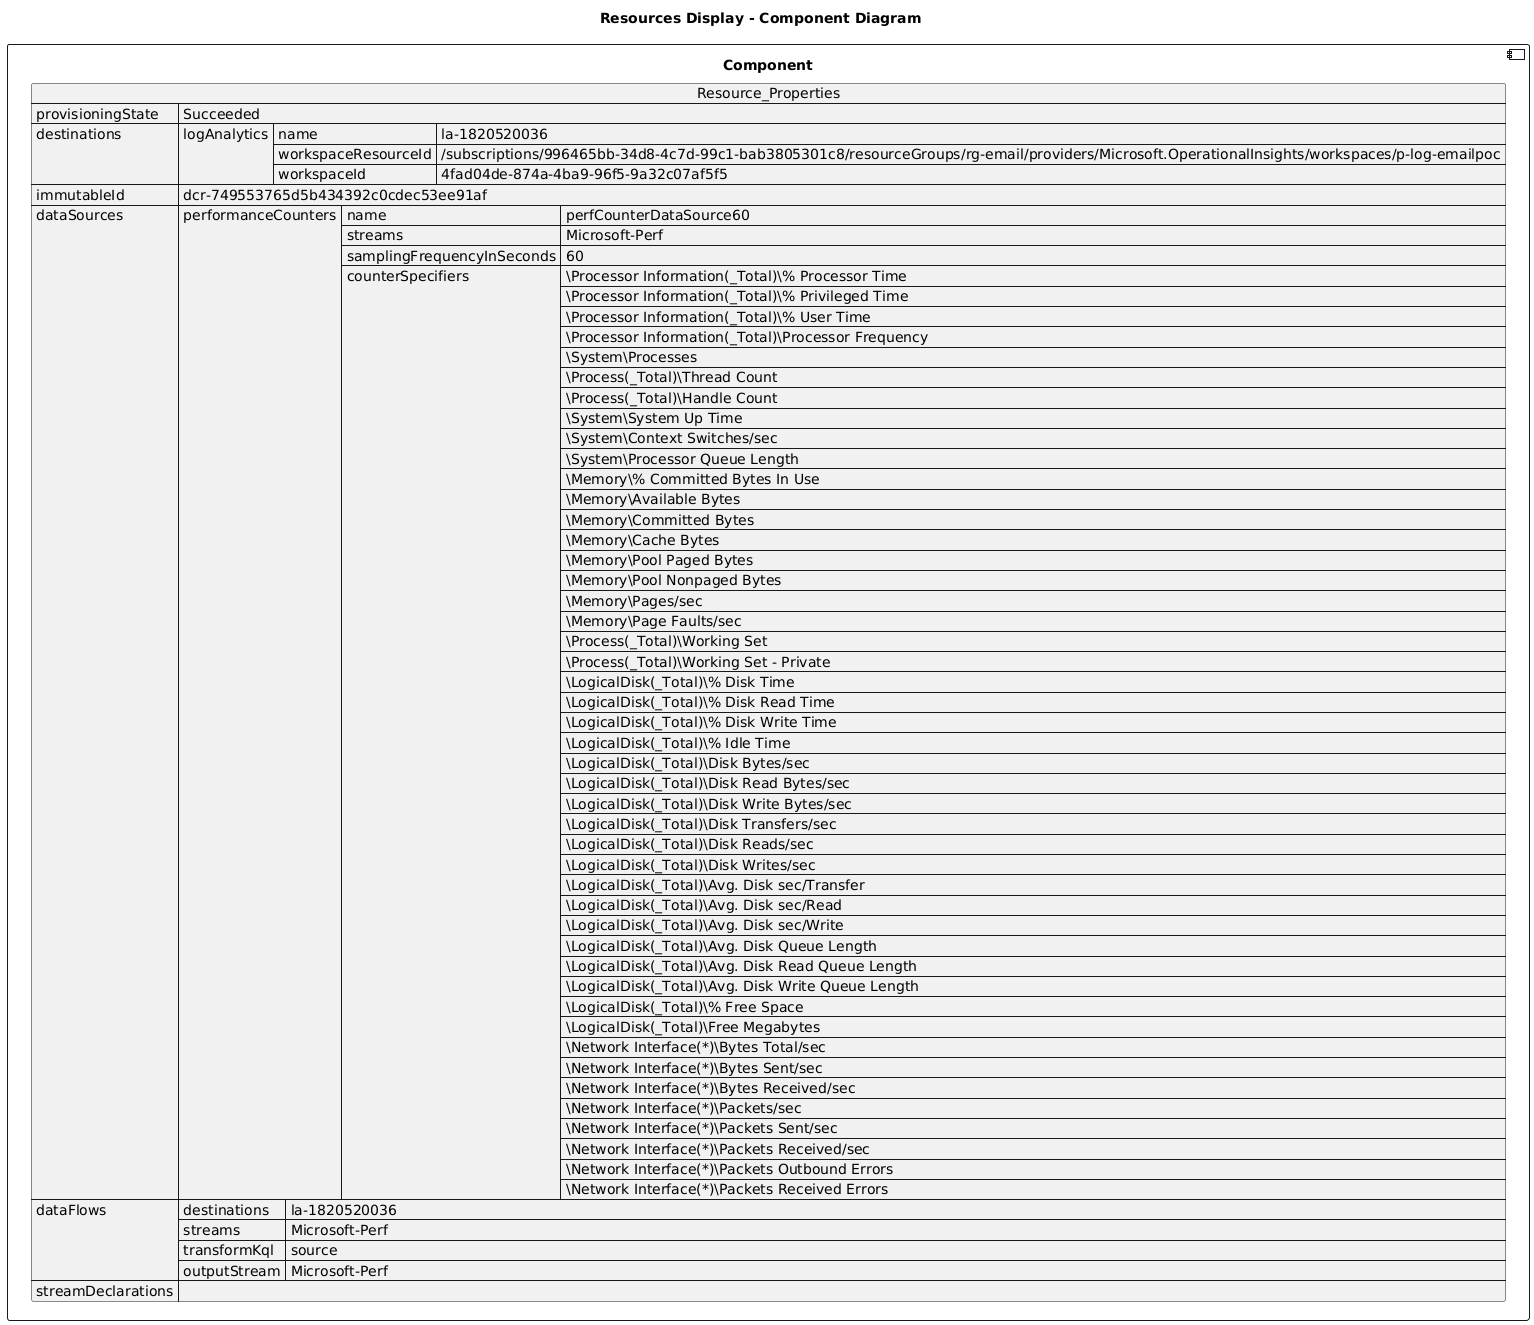 Resources Display - Component Diagram
Component
Resource_Properties
provisioningState Succeeded
destinations logAnalytics name la-1820520036
workspaceResourceId /subscriptions/996465bb-34d8-4c7d-99c1-bab3805301c8/resourceGroups/rg-email/providers/Microsoft.OperationalInsights/workspaces/p-log-emailpoc
workspaceId 4fad04de-874a-4ba9-96f5-9a32c07af5f5
immutableId dcr-749553765d5b434392c0cdec53ee91af
dataSources performanceCounters name perfCounterDataSource60
streams Microsoft-Perf
samplingFrequencyInSeconds 60
counterSpecifiers \Processor Information(_Total)\% Processor Time
\Processor Information(_Total)\% Privileged Time
\Processor Information(_Total)\% User Time
\Processor Information(_Total)\Processor Frequency
\System\Processes
\Process(_Total)\Thread Count
\Process(_Total)\Handle Count
\System\System Up Time
\System\Context Switches/sec
\System\Processor Queue Length
\Memory\% Committed Bytes In Use
\Memory\Available Bytes
\Memory\Committed Bytes
\Memory\Cache Bytes
\Memory\Pool Paged Bytes
\Memory\Pool Nonpaged Bytes
\Memory\Pages/sec
\Memory\Page Faults/sec
\Process(_Total)\Working Set
\Process(_Total)\Working Set - Private
\LogicalDisk(_Total)\% Disk Time
\LogicalDisk(_Total)\% Disk Read Time
\LogicalDisk(_Total)\% Disk Write Time
\LogicalDisk(_Total)\% Idle Time
\LogicalDisk(_Total)\Disk Bytes/sec
\LogicalDisk(_Total)\Disk Read Bytes/sec
\LogicalDisk(_Total)\Disk Write Bytes/sec
\LogicalDisk(_Total)\Disk Transfers/sec
\LogicalDisk(_Total)\Disk Reads/sec
\LogicalDisk(_Total)\Disk Writes/sec
\LogicalDisk(_Total)\Avg. Disk sec/Transfer
\LogicalDisk(_Total)\Avg. Disk sec/Read
\LogicalDisk(_Total)\Avg. Disk sec/Write
\LogicalDisk(_Total)\Avg. Disk Queue Length
\LogicalDisk(_Total)\Avg. Disk Read Queue Length
\LogicalDisk(_Total)\Avg. Disk Write Queue Length
\LogicalDisk(_Total)\% Free Space
\LogicalDisk(_Total)\Free Megabytes
\Network Interface(*)\Bytes Total/sec
\Network Interface(*)\Bytes Sent/sec
\Network Interface(*)\Bytes Received/sec
\Network Interface(*)\Packets/sec
\Network Interface(*)\Packets Sent/sec
\Network Interface(*)\Packets Received/sec
\Network Interface(*)\Packets Outbound Errors
\Network Interface(*)\Packets Received Errors
dataFlows destinations la-1820520036
streams Microsoft-Perf
transformKql source
outputStream Microsoft-Perf
streamDeclarations